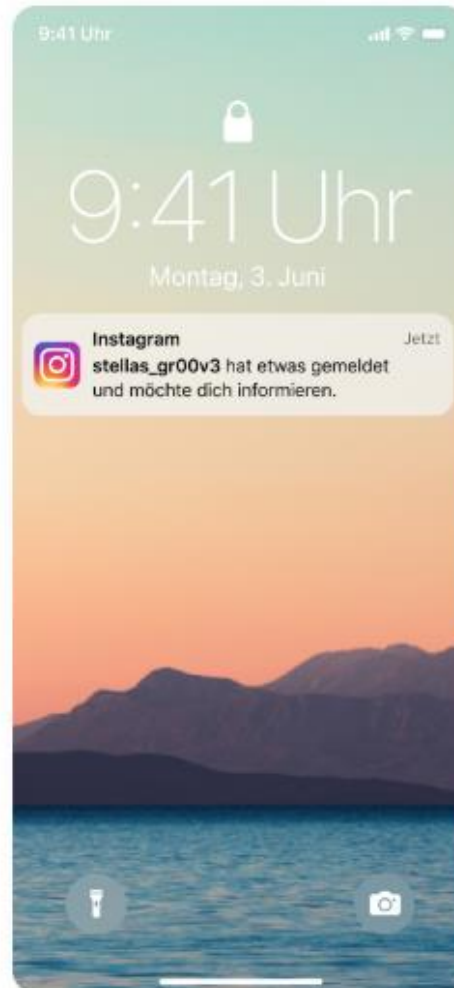 9:41 Uhr
9:41 Uhr
Montag, 3. Juni
Instagram Jetzt
stellas_gr00v3 hat etwas gemeldet
und möchte dich informieren.